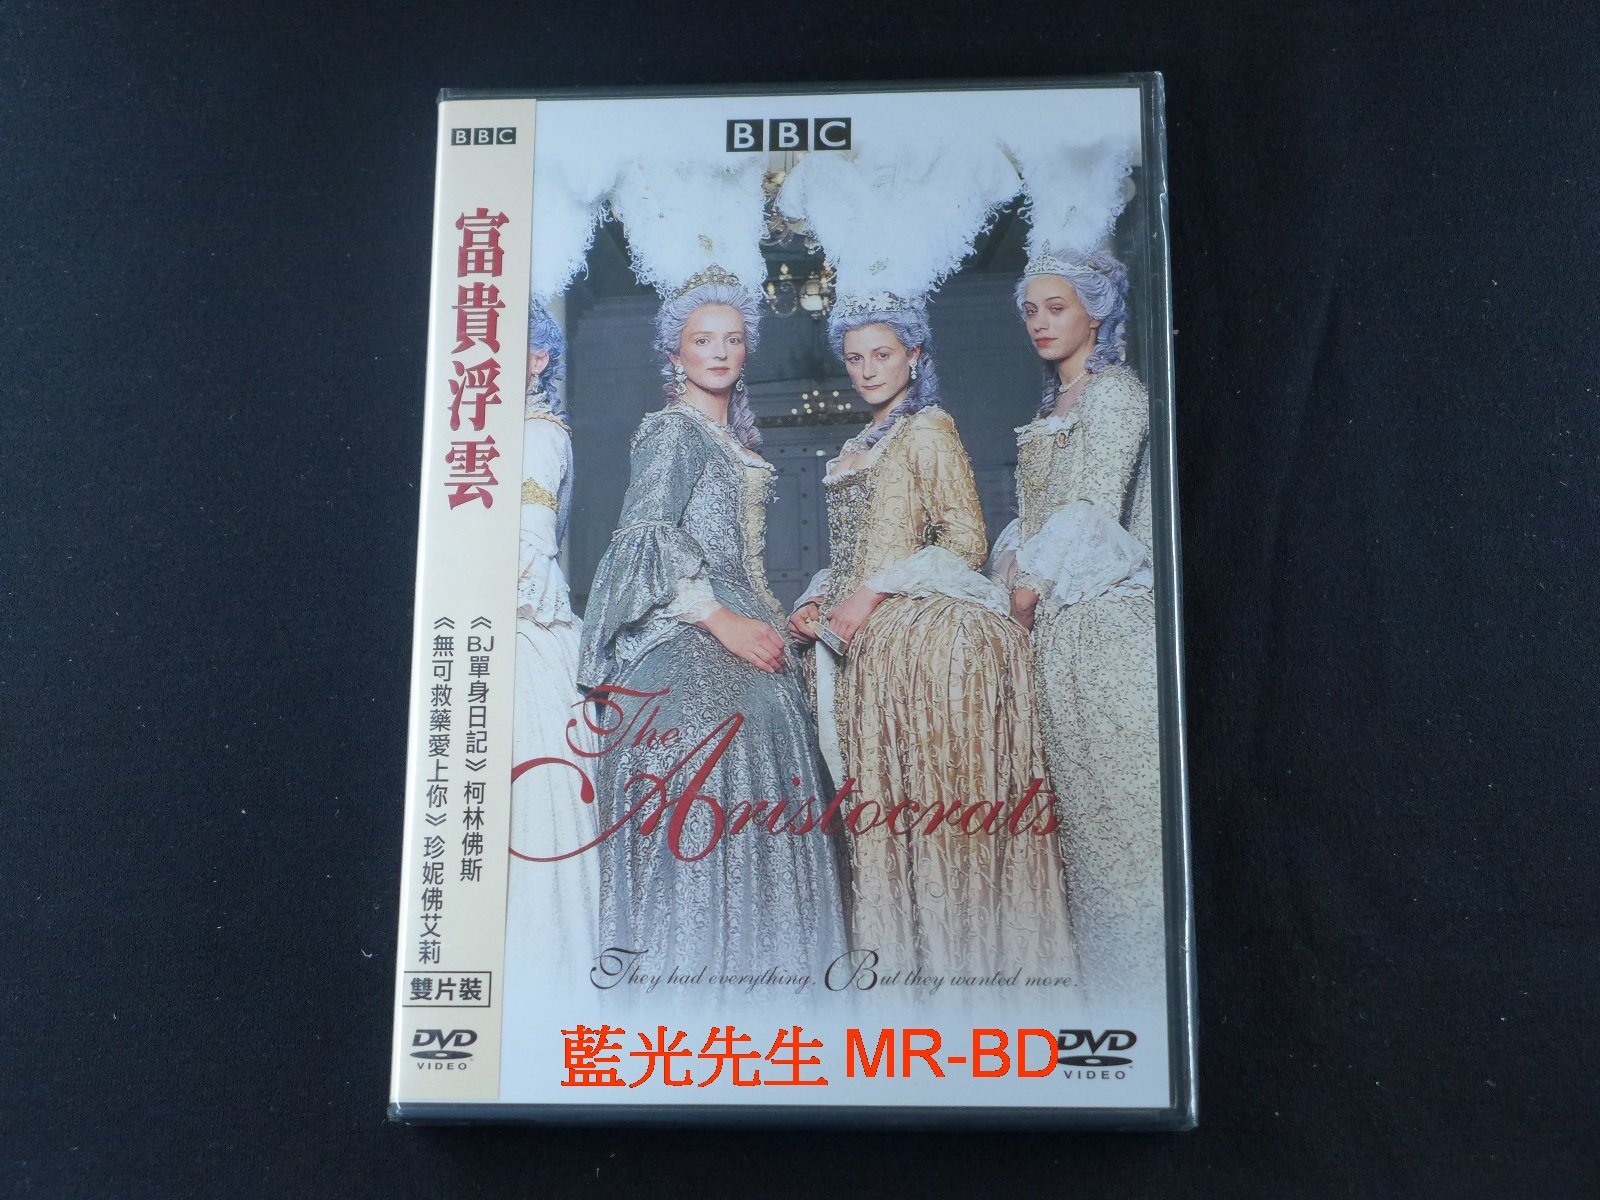 BBC
富貴浮雲
《BJ單身日記》柯林佛斯
《無可救藥愛上你》珍妮佛艾莉
雙片裝
DVD
VIDEO
BBC
The
Aristocrats
They had everything. But they wanted more.
藍光先生 MR-BD
DVD
VIDEO